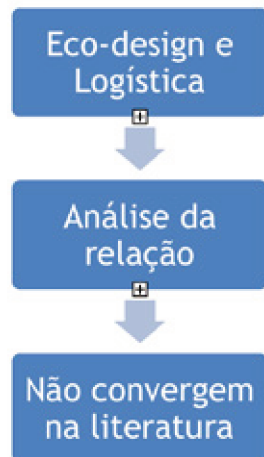 Eco-design e
Logística
Análise da
relação
Não convergem
na literatura